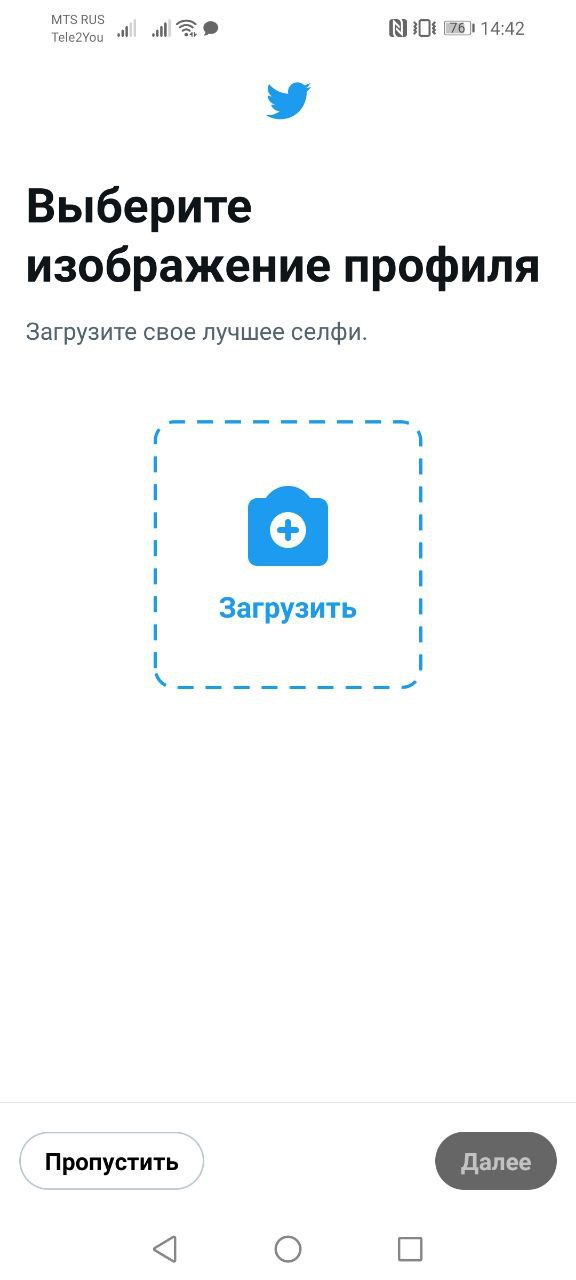 MTS RUS
Tele2You
76 14:42
Выберите
изображение профиля
Загрузите свое лучшее селфи.
Загрузить
Пропустить
Далее